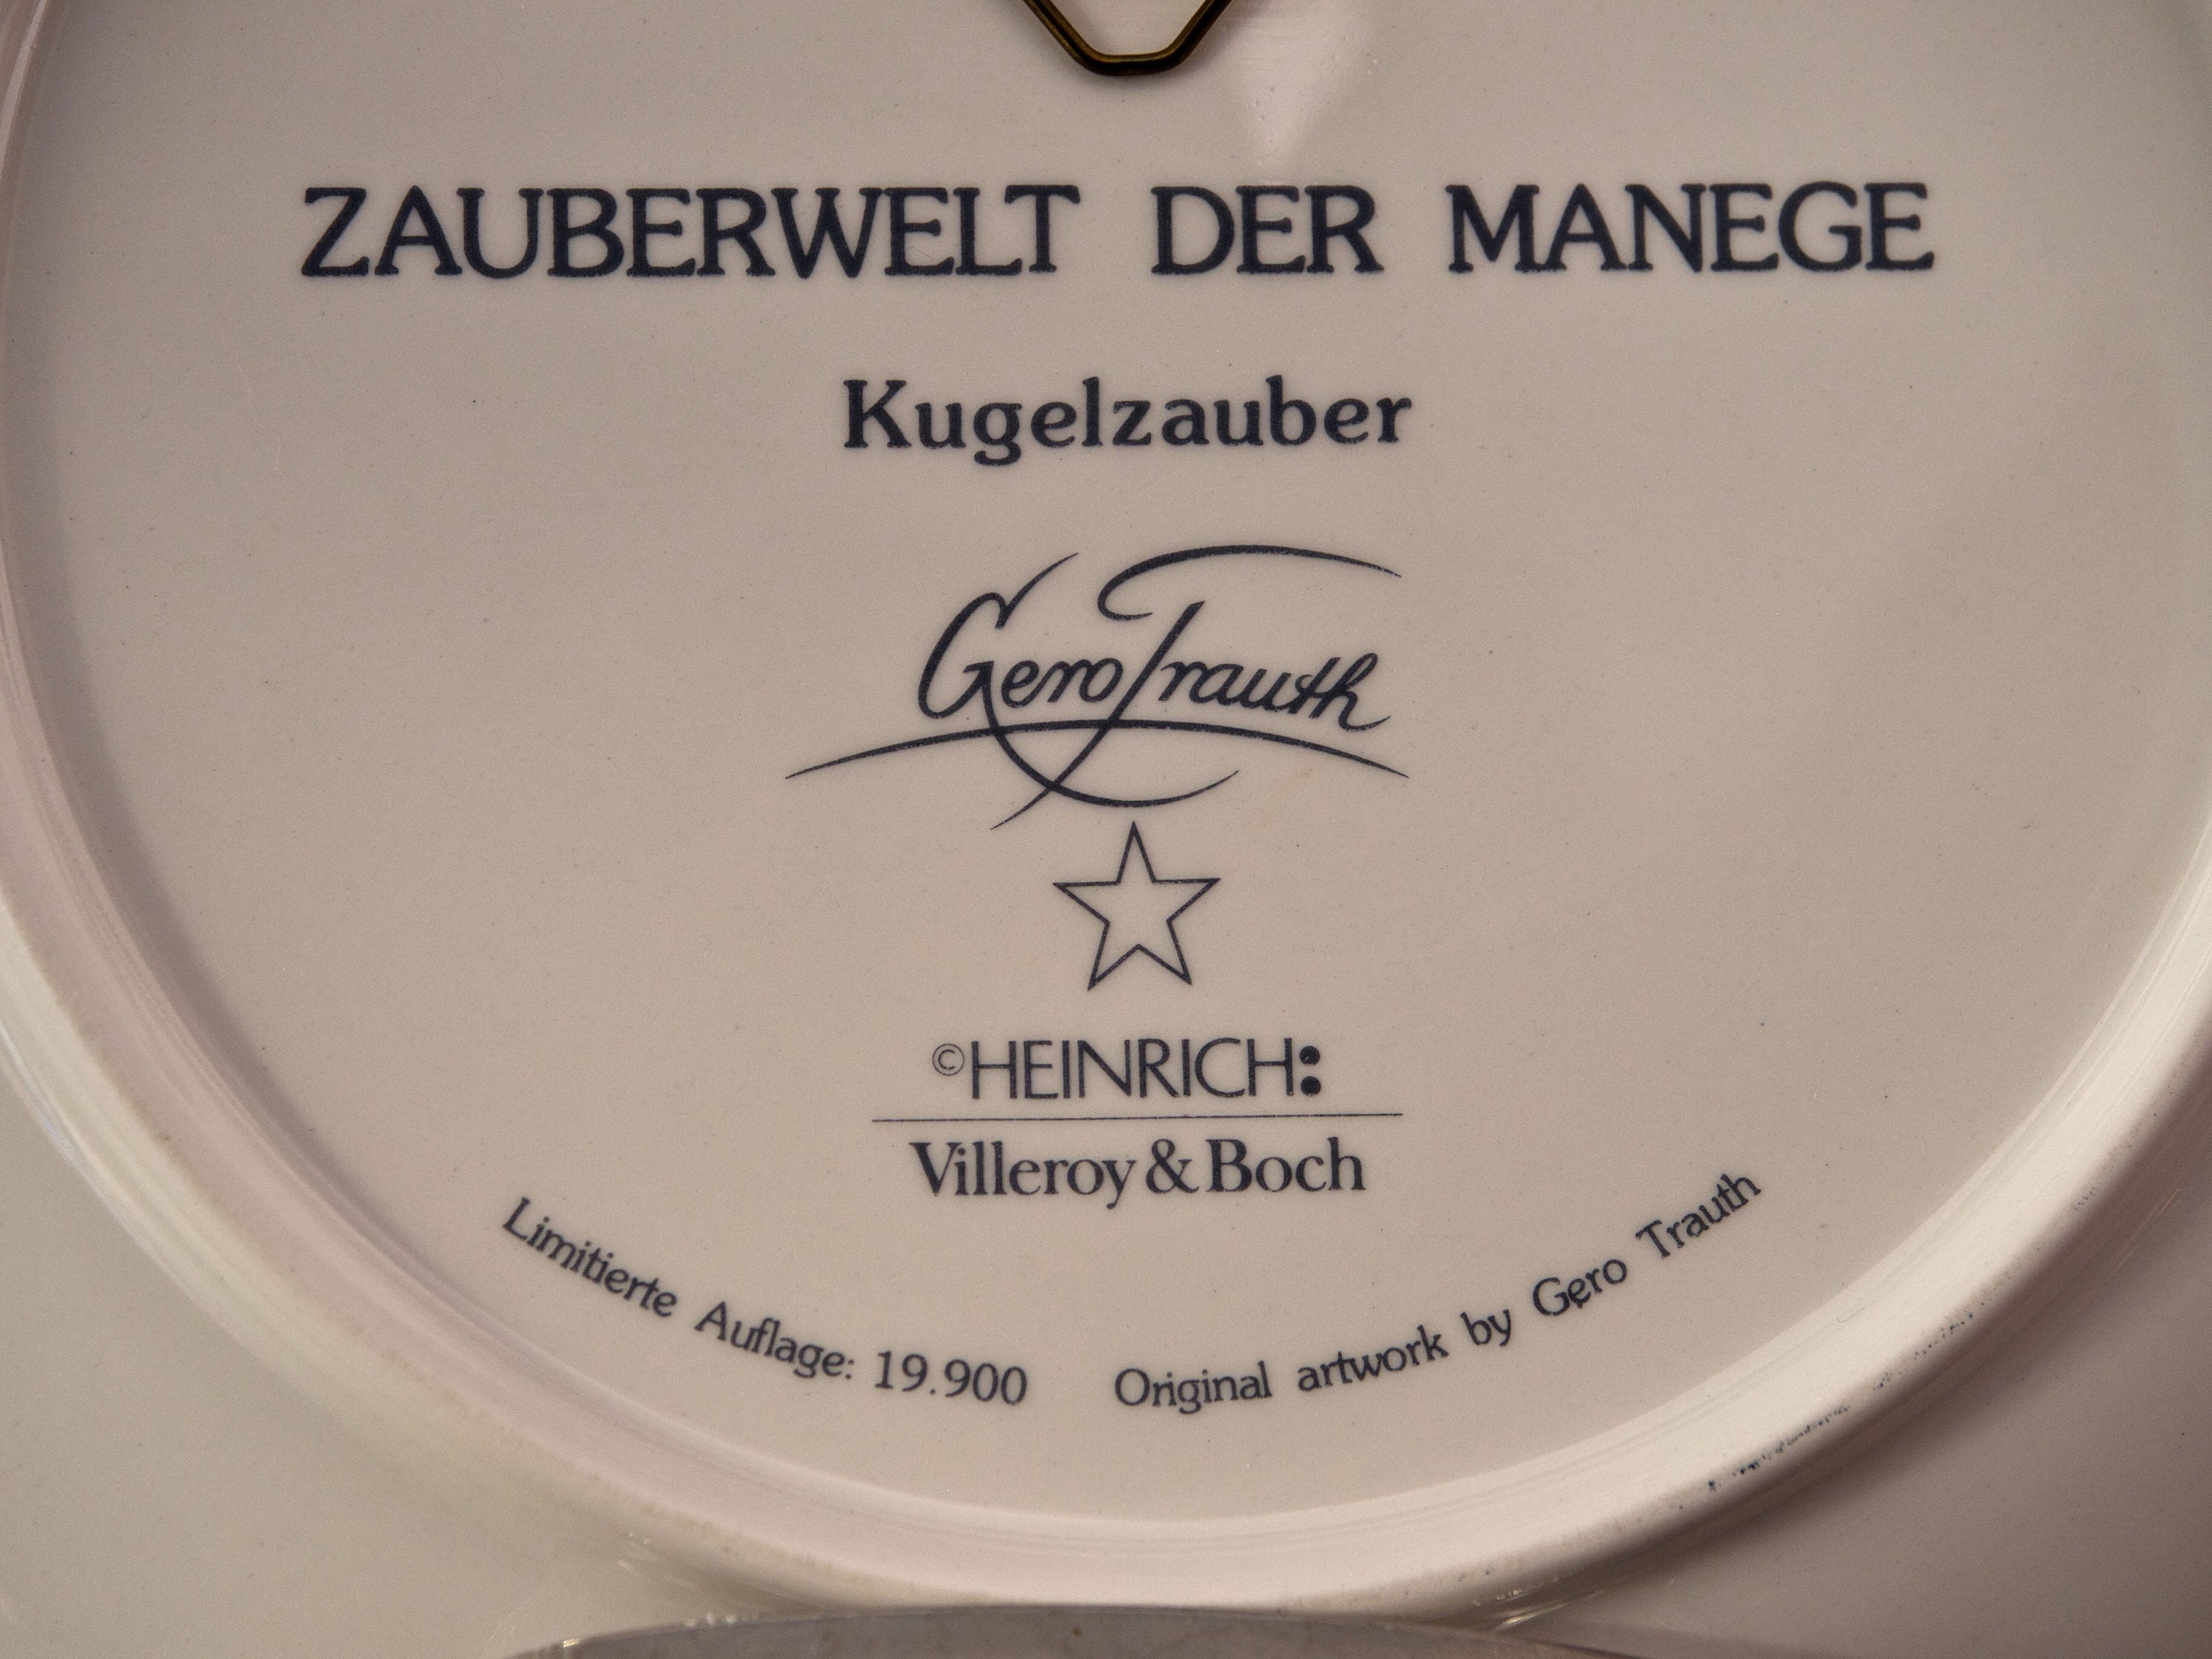 ZAUBERWELT DER MANEGE
Kugelzauber
Gero Trauth
©HEINRICH:
Villeroy & Boch
Limitierte Auflage: 19.900
Original artwork by Gero Trauth